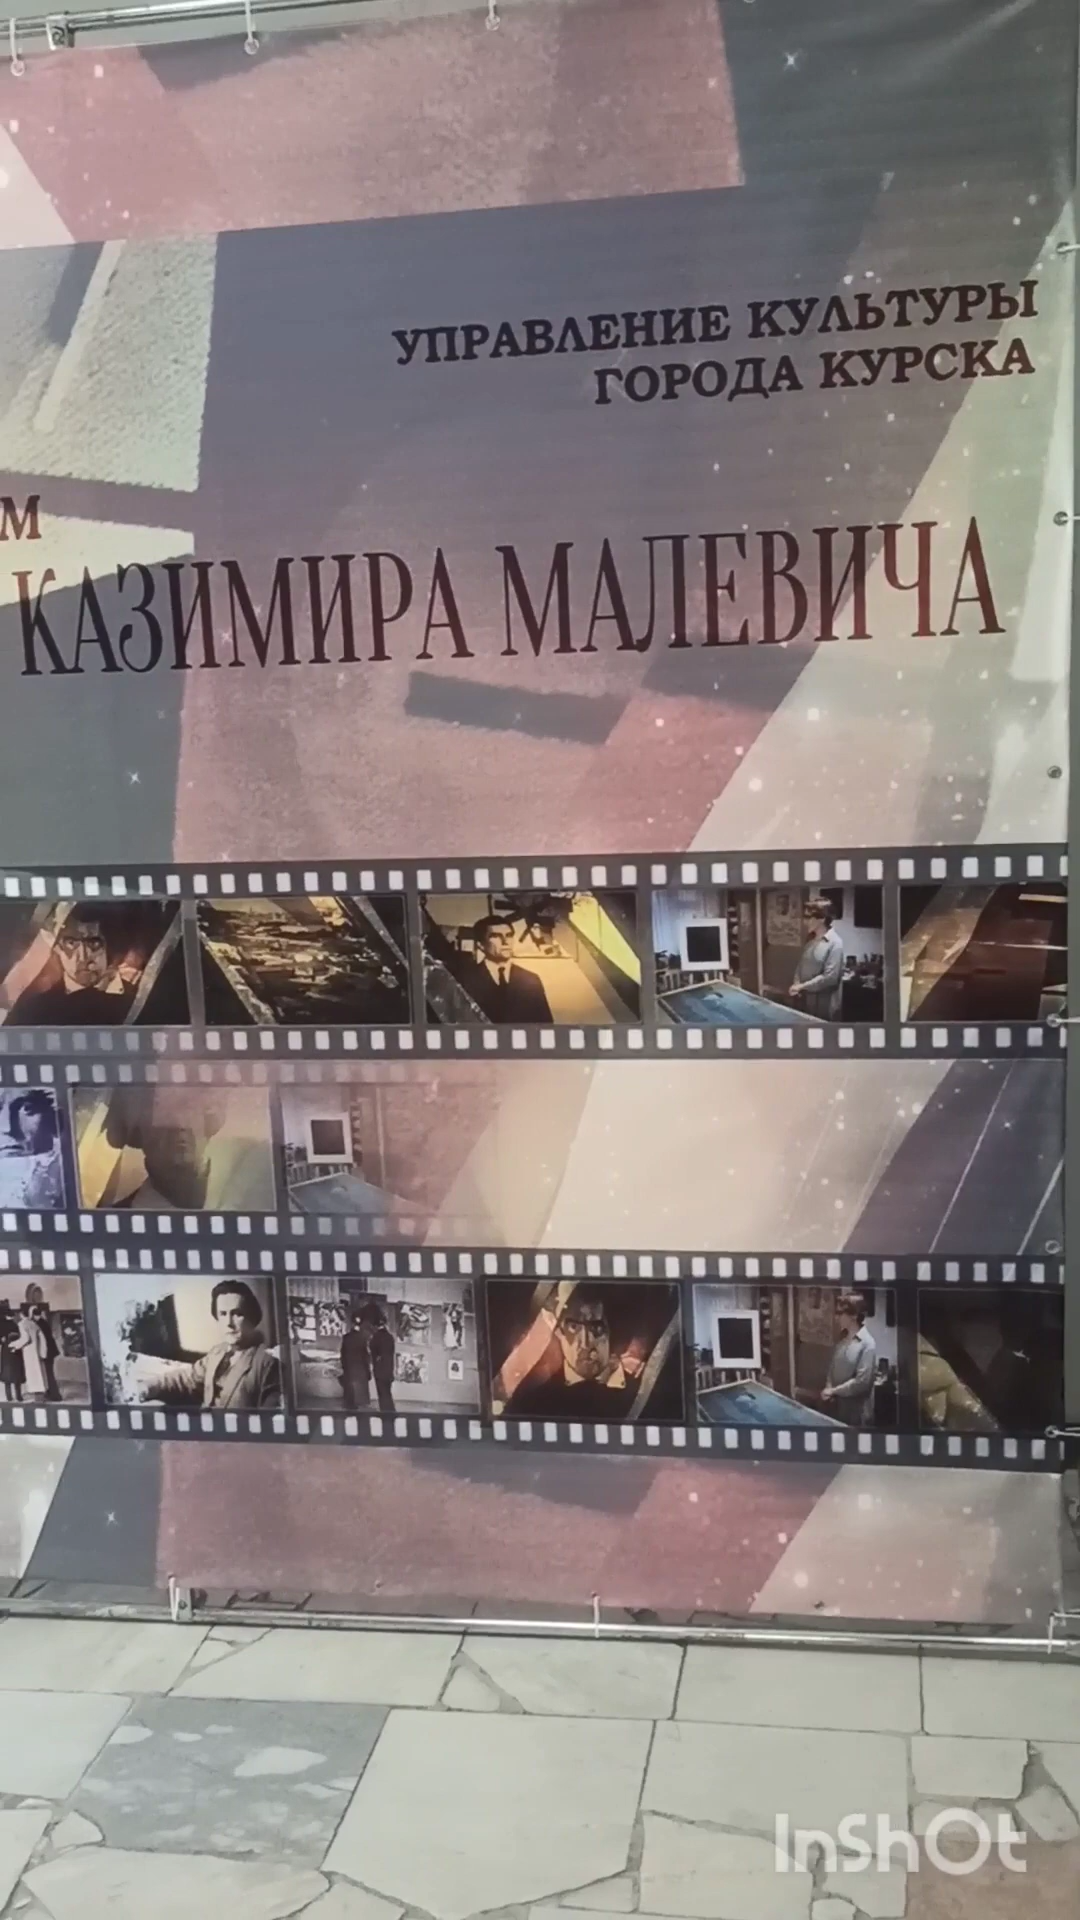 УПРАВЛЕНИЕ КУЛЬТУРЫ
ГОРОДА КУРСКА
М
КАЗИМИРА МАЛЕВИЧА
InShOt